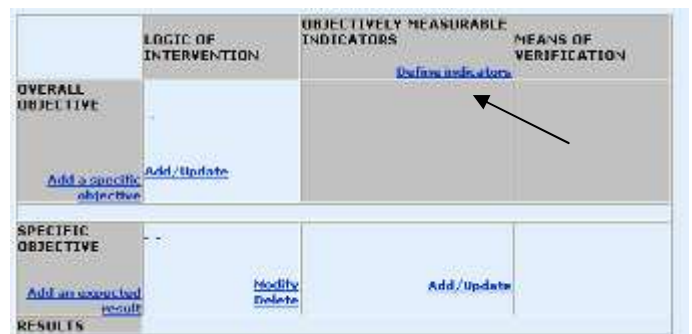 LOGIC OF INTERVENTION
OBJECTIVELY MEASURABLE INDICATORS
Define indicators
MEANS OF VERIFICATION
OVERALL OBJECTIVE
Add a specific objective
Add/Update
SPECIFIC OBJECTIVE
Add an expected result
Modify
Delete
Add/Update
RESULTS